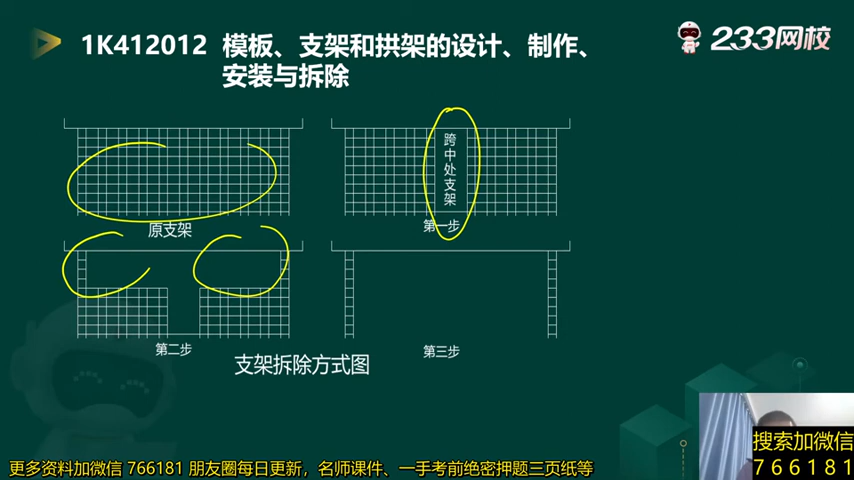 1K412012 模板、支架和拱架的设计、制作、
安装与拆除
233网校
跨中处支架
原支架
第一步
第二步
第三步
支架拆除方式图
搜索加微信
766181
更多资料加微信 766181 朋友圈每日更新，名师课件、一手考前绝密押题三页纸等